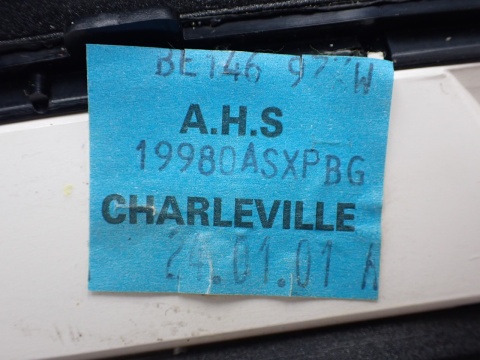 BE146
A.H.S
19980ASXPBG
CHARLEVILLE
24.01.01 A